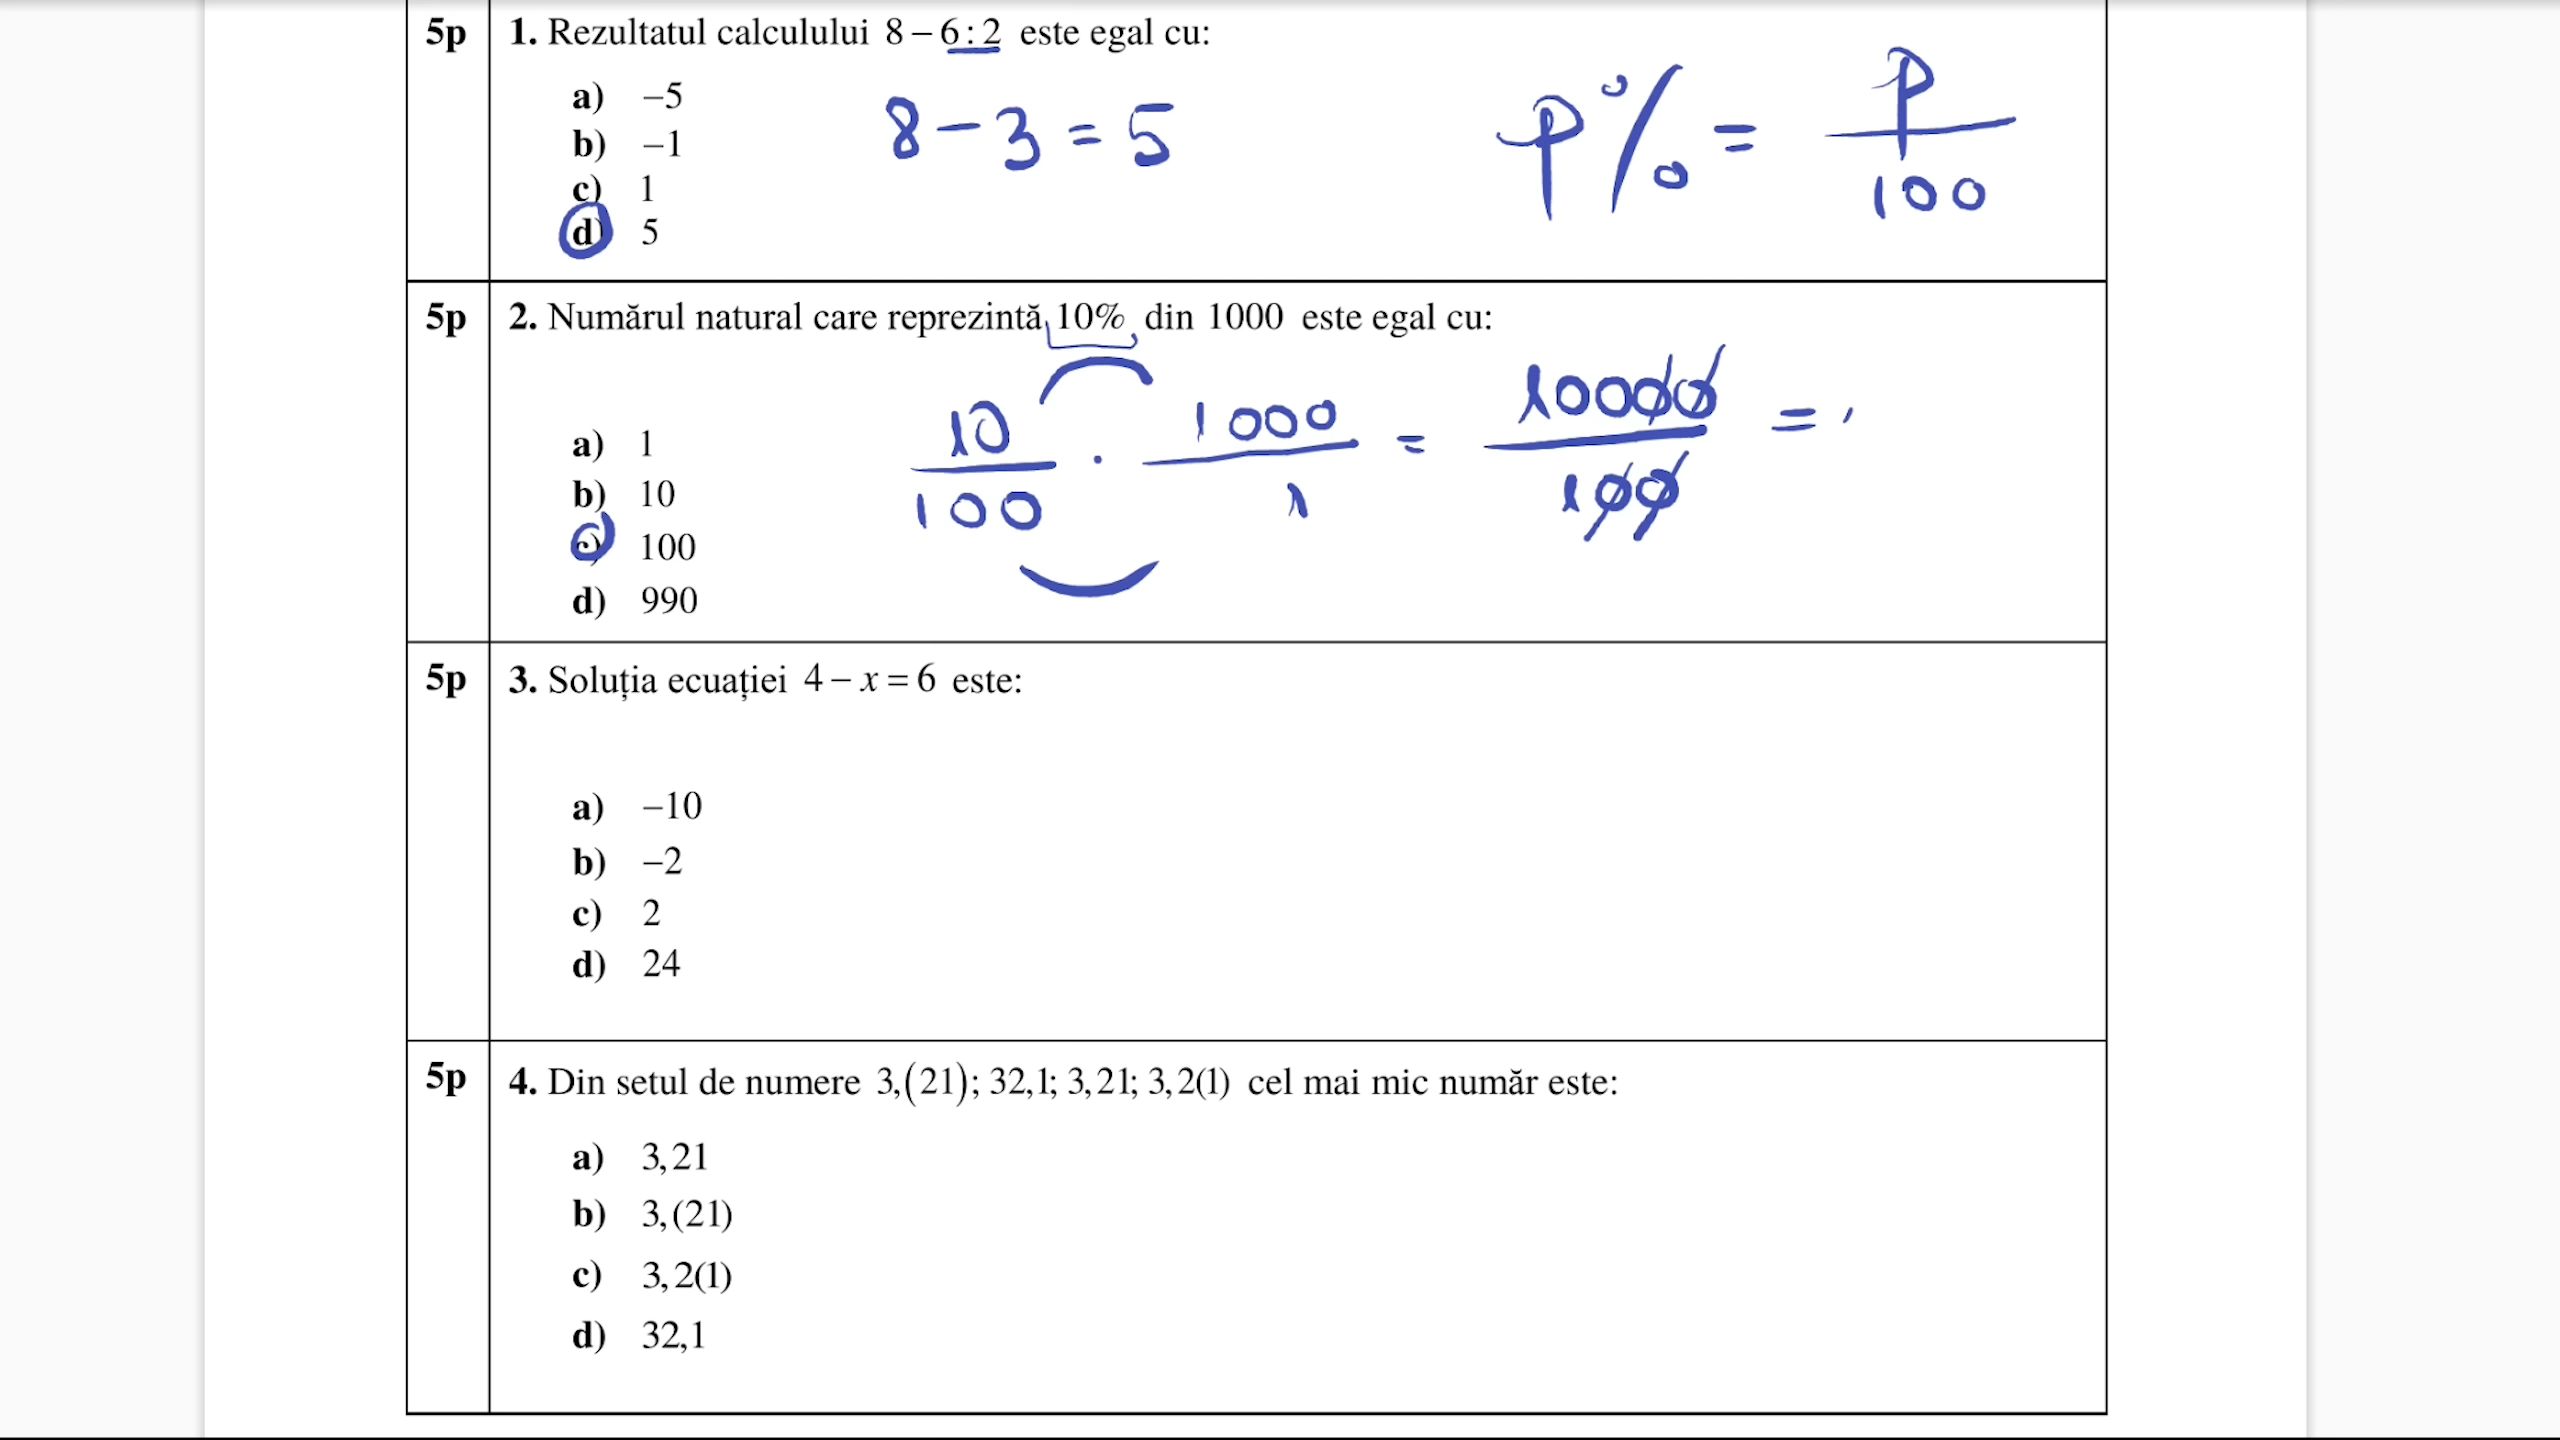 5p 1. Rezultatul calculului 8 – 6 : 2 este egal cu:
a) –5
b) –1
c) 1
d) 5
8 – 3 = 5
p% = p/100
5p 2. Numărul natural care reprezintă 10% din 1000 este egal cu:
a) 1
b) 10
c) 100
d) 990
10/100 · 1000/1 = 10000/100 =
5p 3. Soluția ecuației 4 – x = 6 este:
a) –10
b) –2
c) 2
d) 24
5p 4. Din setul de numere 3,(21); 32,1; 3,21; 3,2(1) cel mai mic număr este:
a) 3,21
b) 3,(21)
c) 3,2(1)
d) 32,1